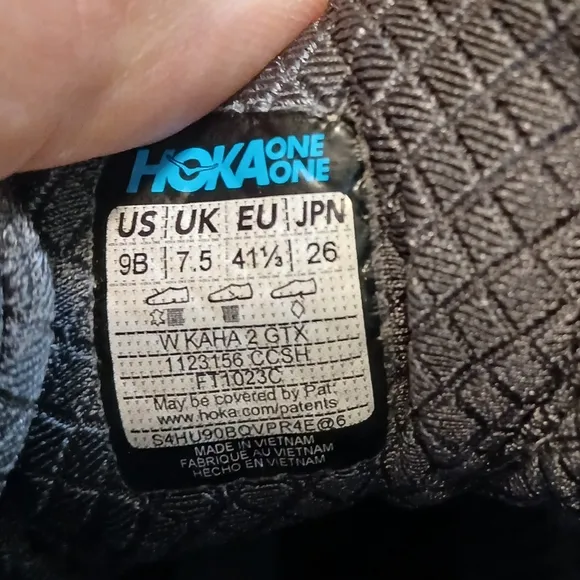 HOKA ONE ONE
US UK EU JPN
9B 7.5 41⅓ 26
W KAHA 2 GTX
1123156 CCSH
FT1023C
May be covered by Pat.
www.hoka.com/patents
S4HU90BQVPR4E@6
MADE IN VIETNAM
FABRIQUÉ AU VIETNAM
HECHO EN VIETNAM